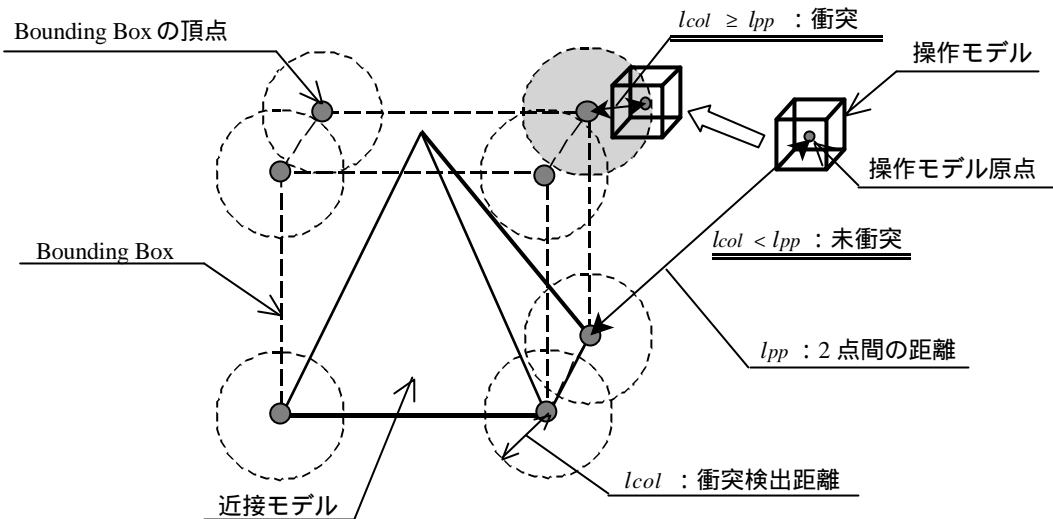 lcol ≥ lpp ：衝突
Bounding Box の頂点
操作モデル
操作モデル原点
lcol < lpp ：未衝突
Bounding Box
lpp ：2 点間の距離
lcol ：衝突検出距離
近接モデル